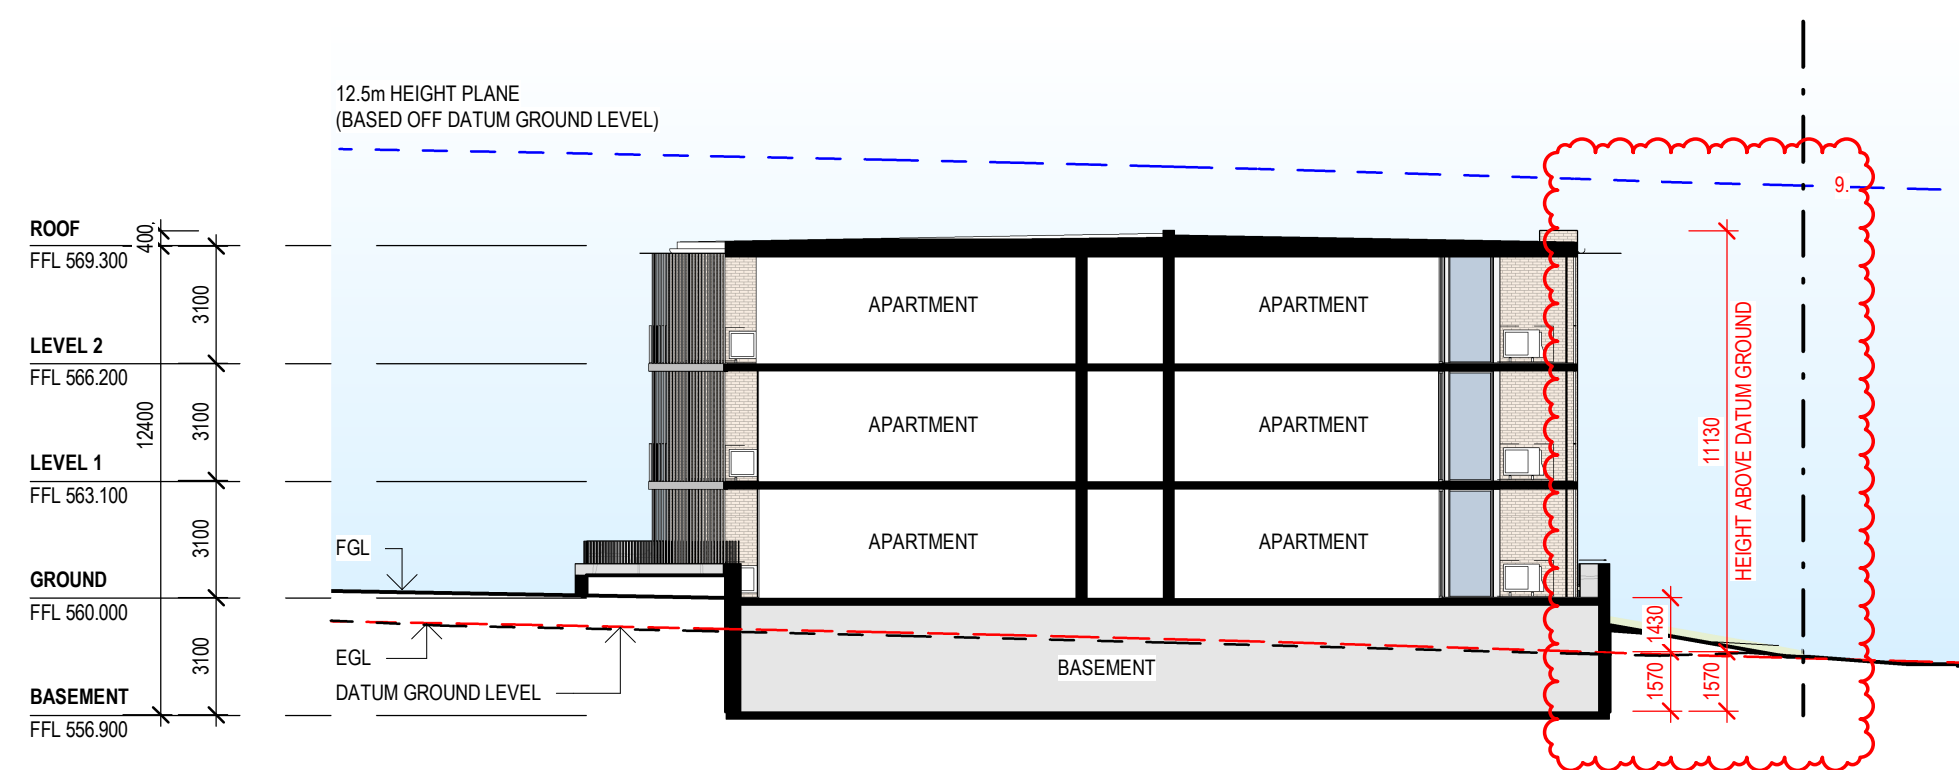 12.5m HEIGHT PLANE
(BASED OFF DATUM GROUND LEVEL)
9.
ROOF
FFL 569.300
400.
3100
LEVEL 2
FFL 566.200
12400
3100
LEVEL 1
FFL 563.100
3100
GROUND
FFL 560.000
3100
BASEMENT
FFL 556.900
APARTMENT
APARTMENT
APARTMENT
APARTMENT
APARTMENT
APARTMENT
FGL
EGL
DATUM GROUND LEVEL
BASEMENT
11130
HEIGHT ABOVE DATUM GROUND
1430
1570
1570